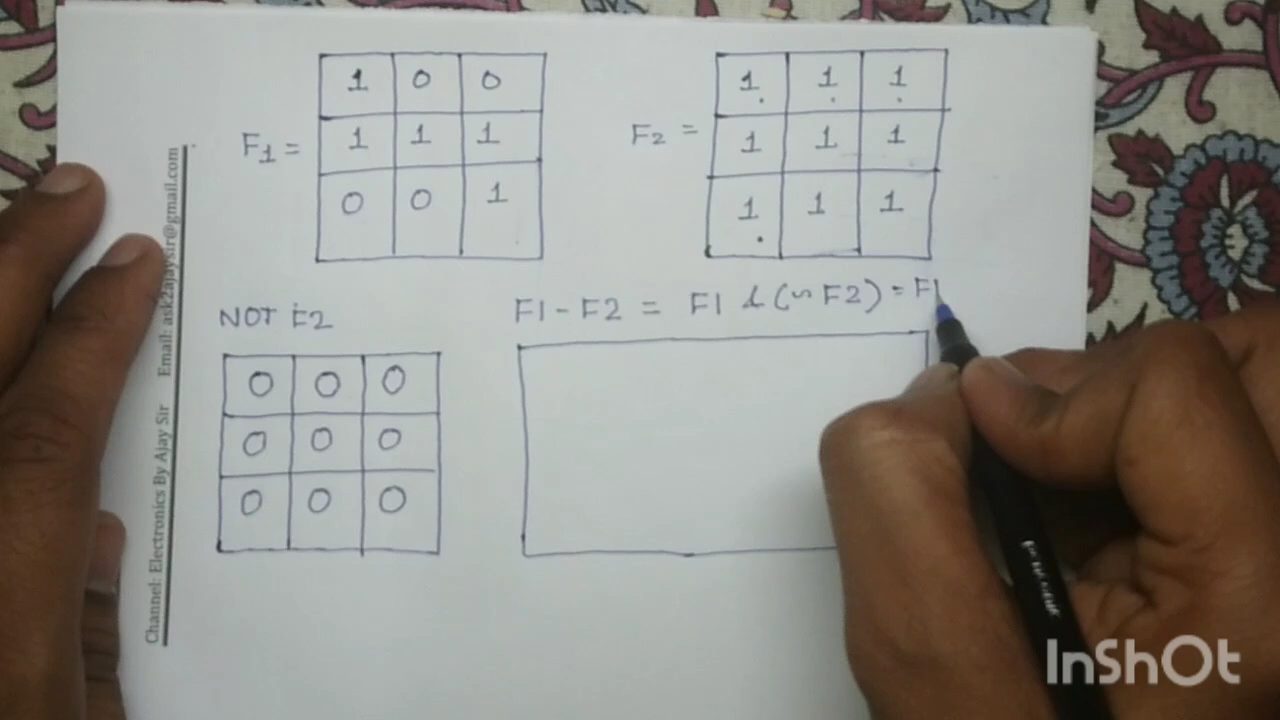 1 0 0
F1 = 1 1 1
0 0 1
1 1 1
F2 = 1 1 1
1 1 1
NOT F2
0 0 0
0 0 0
0 0 0
F1 - F2 = F1 & (~ F2) = F1
Channel: Electronics By Ajay Sir Email: ask2ajaysir@gmail.com
InShOt